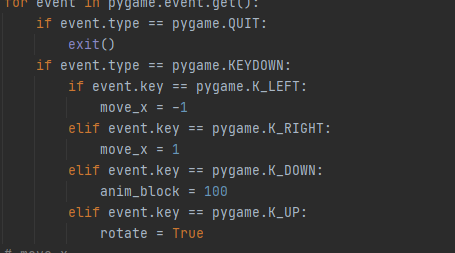 for event in pygame.event.get():
if event.type == pygame.QUIT:
exit()
if event.type == pygame.KEYDOWN:
if event.key == pygame.K_LEFT:
move_x = -1
elif event.key == pygame.K_RIGHT:
move_x = 1
elif event.key == pygame.K_DOWN:
anim_block = 100
elif event.key == pygame.K_UP:
rotate = True
# move x